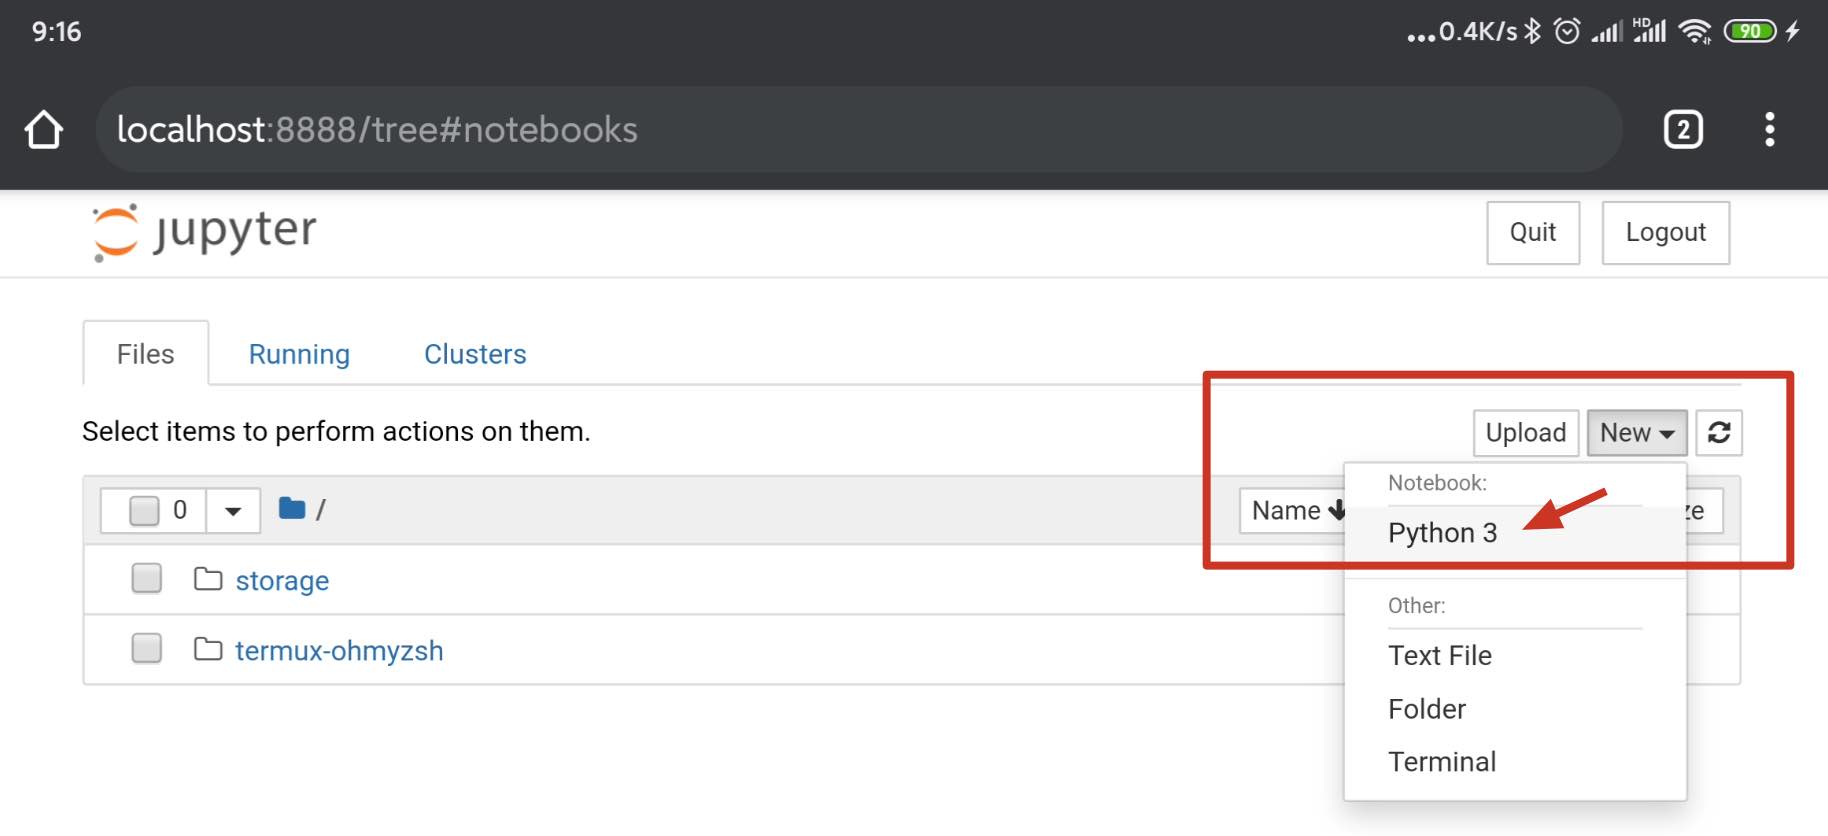 9:16
...0.4K/s HD 90
localhost:8888/tree#notebooks
2
jupyter
Quit Logout
Files Running Clusters
Select items to perform actions on them.
Upload New
0 /
Name ze
Notebook:
Python 3
storage
Other:
termux-ohmyzsh
Text File
Folder
Terminal